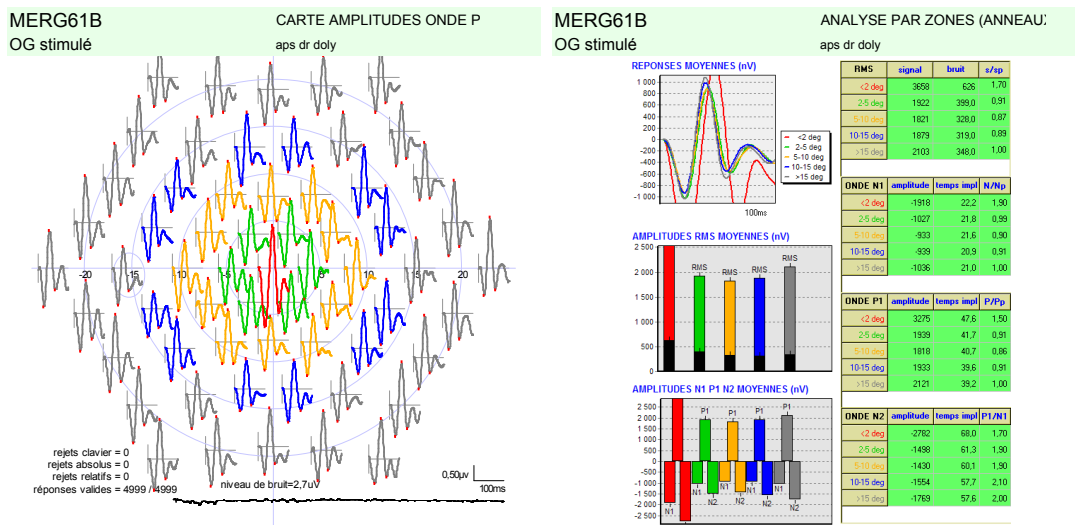 MERG61B
CARTE AMPLITUDES ONDE P
OG stimulé
aps dr doly
-20 -15 -10 -5 5 10 15 20
rejets clavier = 0
rejets absolus = 0
rejets relatifs = 0
réponses valides = 4999 / 4999
niveau de bruit=2,7uV
0,50µv
100ms
MERG61B
ANALYSE PAR ZONES (ANNEAUX
OG stimulé
aps dr doly
REPONSES MOYENNES (nV)
1 000
800
600
400
200
0
-200
-400
-600
-800
-1 000
100ms
<2 deg
2-5 deg
5-10 deg
10-15 deg
>15 deg
AMPLITUDES RMS MOYENNES (nV)
2 500
2 000
1 500
1 000
500
0
RMS RMS RMS RMS
AMPLITUDES N1 P1 N2 MOYENNES (nV)
2 500
2 000
1 500
1 000
500
0
-500
-1 000
-1 500
-2 000
-2 500
P1 P1 P1 P1
N1 N1 N2 N1 N2 N1 N2 N1 N2
RMS signal bruit s/sp
<2 deg 3658 626 1,70
2-5 deg 1922 399,0 0,91
5-10 deg 1821 328,0 0,87
10-15 deg 1879 319,0 0,89
>15 deg 2103 348,0 1,00
ONDE N1 amplitude temps impl N/Np
<2 deg -1918 22,2 1,90
2-5 deg -1027 21,8 0,99
5-10 deg -933 21,6 0,90
10-15 deg -939 20,9 0,91
>15 deg -1036 21,0 1,00
ONDE P1 amplitude temps impl P/Pp
<2 deg 3275 47,6 1,50
2-5 deg 1939 41,7 0,91
5-10 deg 1818 40,7 0,86
10-15 deg 1933 39,6 0,91
>15 deg 2121 39,2 1,00
ONDE N2 amplitude temps impl P1/N1
<2 deg -2782 68,0 1,70
2-5 deg -1498 61,3 1,90
5-10 deg -1430 60,1 1,90
10-15 deg -1554 57,7 2,10
>15 deg -1769 57,6 2,00